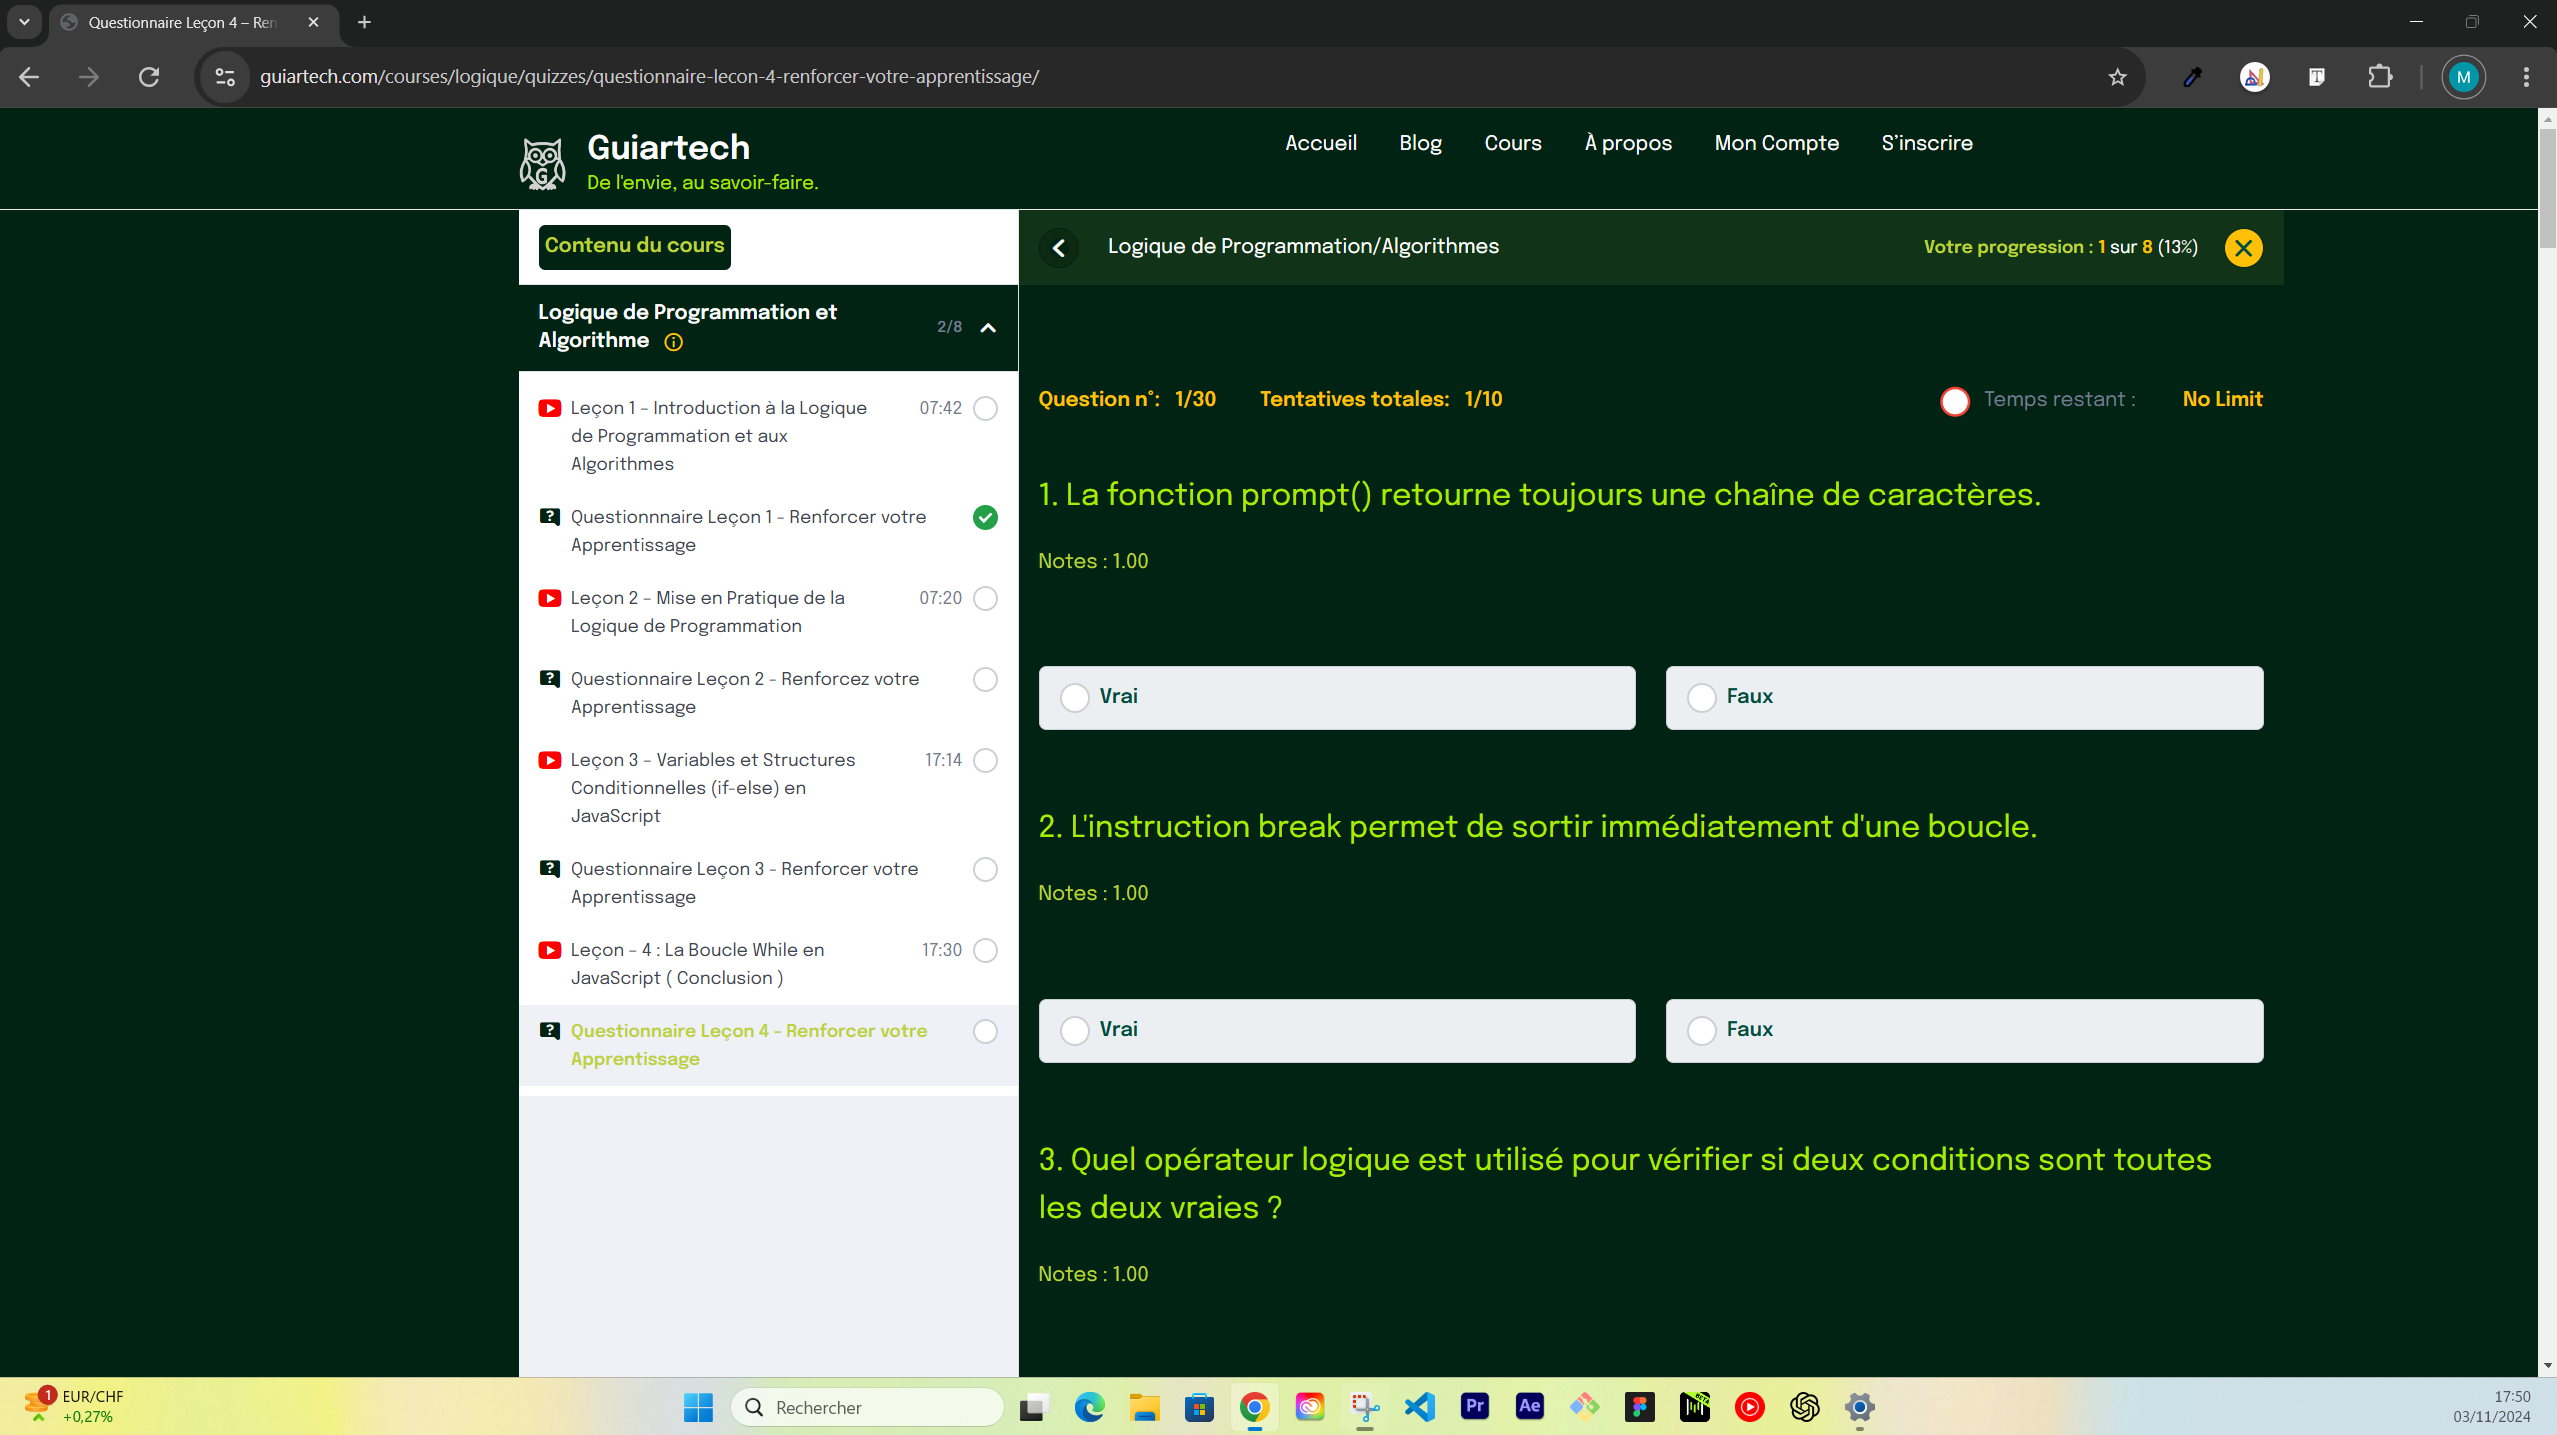 Questionnaire Leçon 4 – Ren
guiartech.com/courses/logique/quizzes/questionnaire-lecon-4-renforcer-votre-apprentissage/
M
Guiartech
De l'envie, au savoir-faire.
Accueil
Blog
Cours
À propos
Mon Compte
S'inscrire
Contenu du cours
Logique de Programmation et
Algorithme
2/8
Leçon 1 – Introduction à la Logique
de Programmation et aux
Algorithmes
07:42
Questionnnaire Leçon 1 - Renforcer votre
Apprentissage
Leçon 2 – Mise en Pratique de la
Logique de Programmation
07:20
Questionnaire Leçon 2 - Renforcez votre
Apprentissage
Leçon 3 – Variables et Structures
Conditionnelles (if-else) en
JavaScript
17:14
Questionnaire Leçon 3 - Renforcer votre
Apprentissage
Leçon – 4 : La Boucle While en
JavaScript ( Conclusion )
17:30
Questionnaire Leçon 4 - Renforcer votre
Apprentissage
Logique de Programmation/Algorithmes
Votre progression : 1 sur 8 (13%)
Question n°: 1/30
Tentatives totales: 1/10
Temps restant :
No Limit
1. La fonction prompt() retourne toujours une chaîne de caractères.
Notes : 1.00
Vrai
Faux
2. L'instruction break permet de sortir immédiatement d'une boucle.
Notes : 1.00
Vrai
Faux
3. Quel opérateur logique est utilisé pour vérifier si deux conditions sont toutes
les deux vraies ?
Notes : 1.00
1
EUR/CHF
+0,27%
Rechercher
Pr
Ae
BETA
17:50
03/11/2024